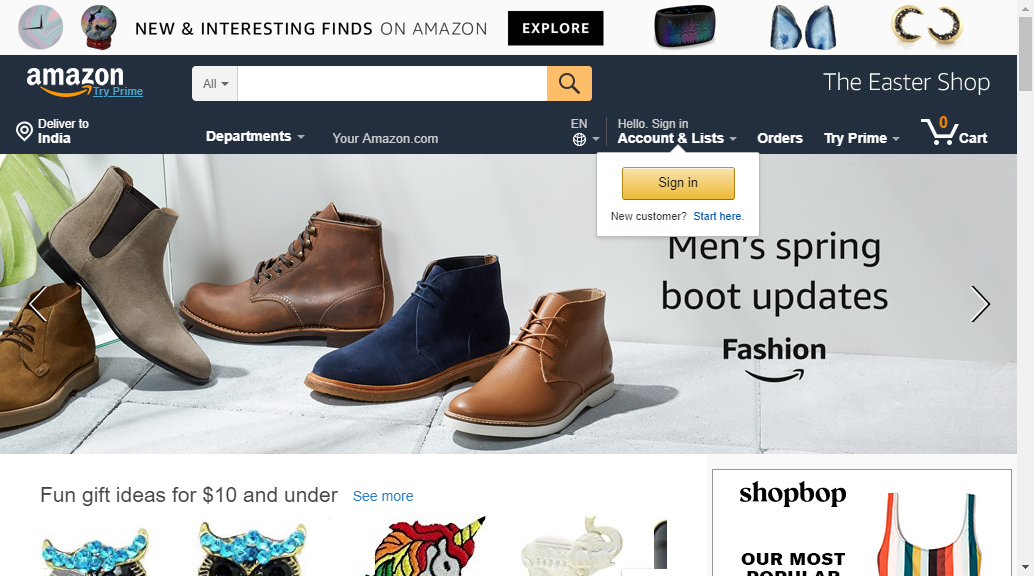 NEW & INTERESTING FINDS ON AMAZON
EXPLORE
amazon
Try Prime
All
The Easter Shop
Deliver to
India
Departments
Your Amazon.com
EN
Hello. Sign in
Account & Lists
Orders
Try Prime
0
Cart
Sign in
New customer? Start here.
Men's spring
boot updates
Fashion
Fun gift ideas for $10 and under
See more
shopbop
OUR MOST
POPULAR